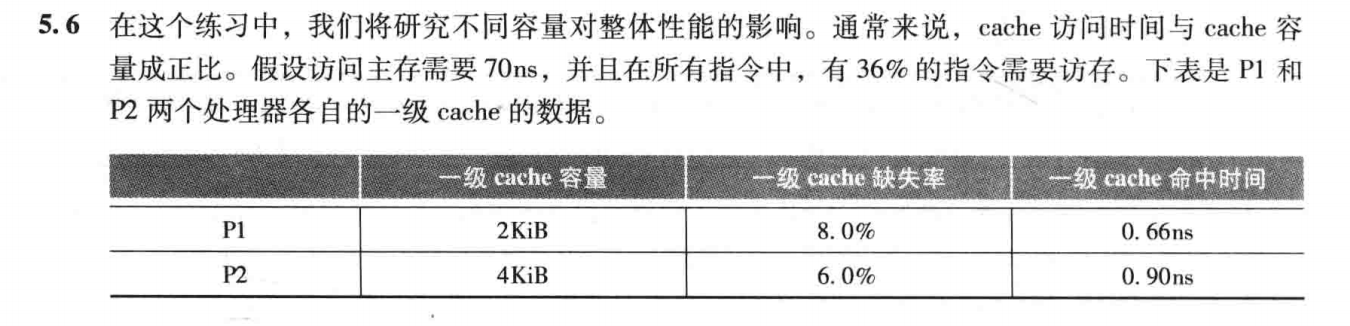 5.6 在这个练习中，我们将研究不同容量对整体性能的影响。通常来说，cache 访问时间与 cache 容
量成正比。假设访问主存需要 70ns，并且在所有指令中，有 36% 的指令需要访存。下表是 P1 和
P2 两个处理器各自的一级 cache 的数据。
一级 cache 容量 一级 cache 缺失率 一级 cache 命中时间
P1 2KiB 8.0% 0.66ns
P2 4KiB 6.0% 0.90ns